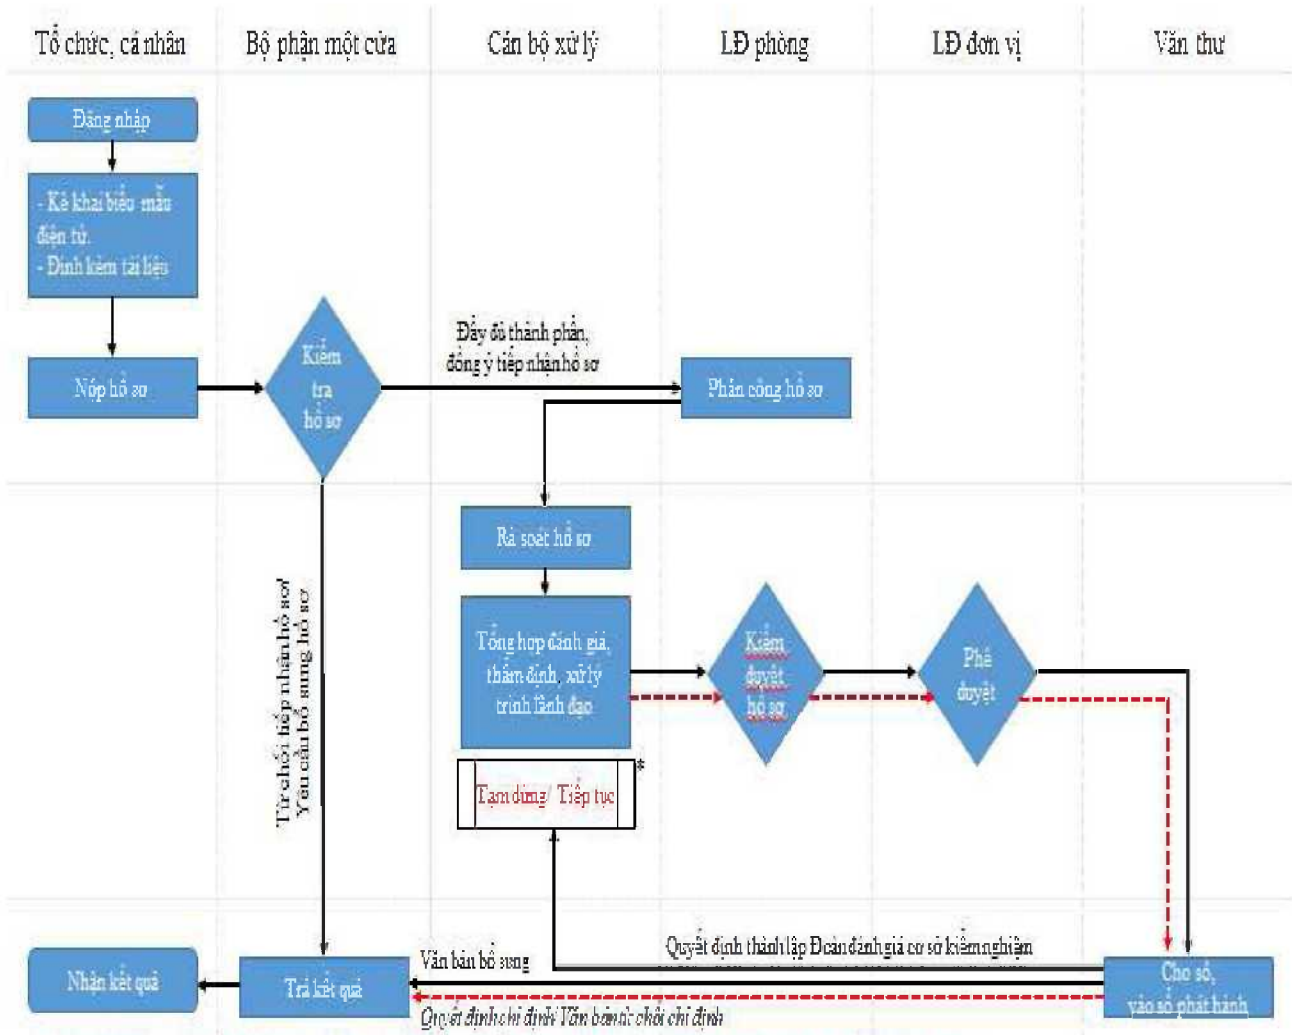 Tổ chức, cá nhân
Bộ phận một cửa
Cán bộ xử lý
LĐ phòng
LĐ đơn vị
Văn thư
Đăng nhập
- Kê khai biểu mẫu
điện tử.
- Đính kèm tài liệu
Nộp hồ sơ
Kiểm
tra
hồ sơ
Đầy đủ thành phần,
đồng ý tiếp nhận hồ sơ
Phân công hồ sơ
Rà soát hồ sơ
Từ chối tiếp nhận hồ sơ/
Yêu cầu bổ sung hồ sơ
Tổng hợp đánh giá,
thẩm định, xử lý
trình lãnh đạo
Kiểm
duyệt
hồ sơ
Phê
duyệt
Tạm dừng/ Tiếp tục
*
Quyết định thành lập Đoàn đánh giá cơ sở kiểm nghiệm
Văn bản bổ sung
Nhận kết quả
Trả kết quả
Cho số,
vào sổ phát hành
Quyết định chỉ định/ Văn bản từ chối chỉ định